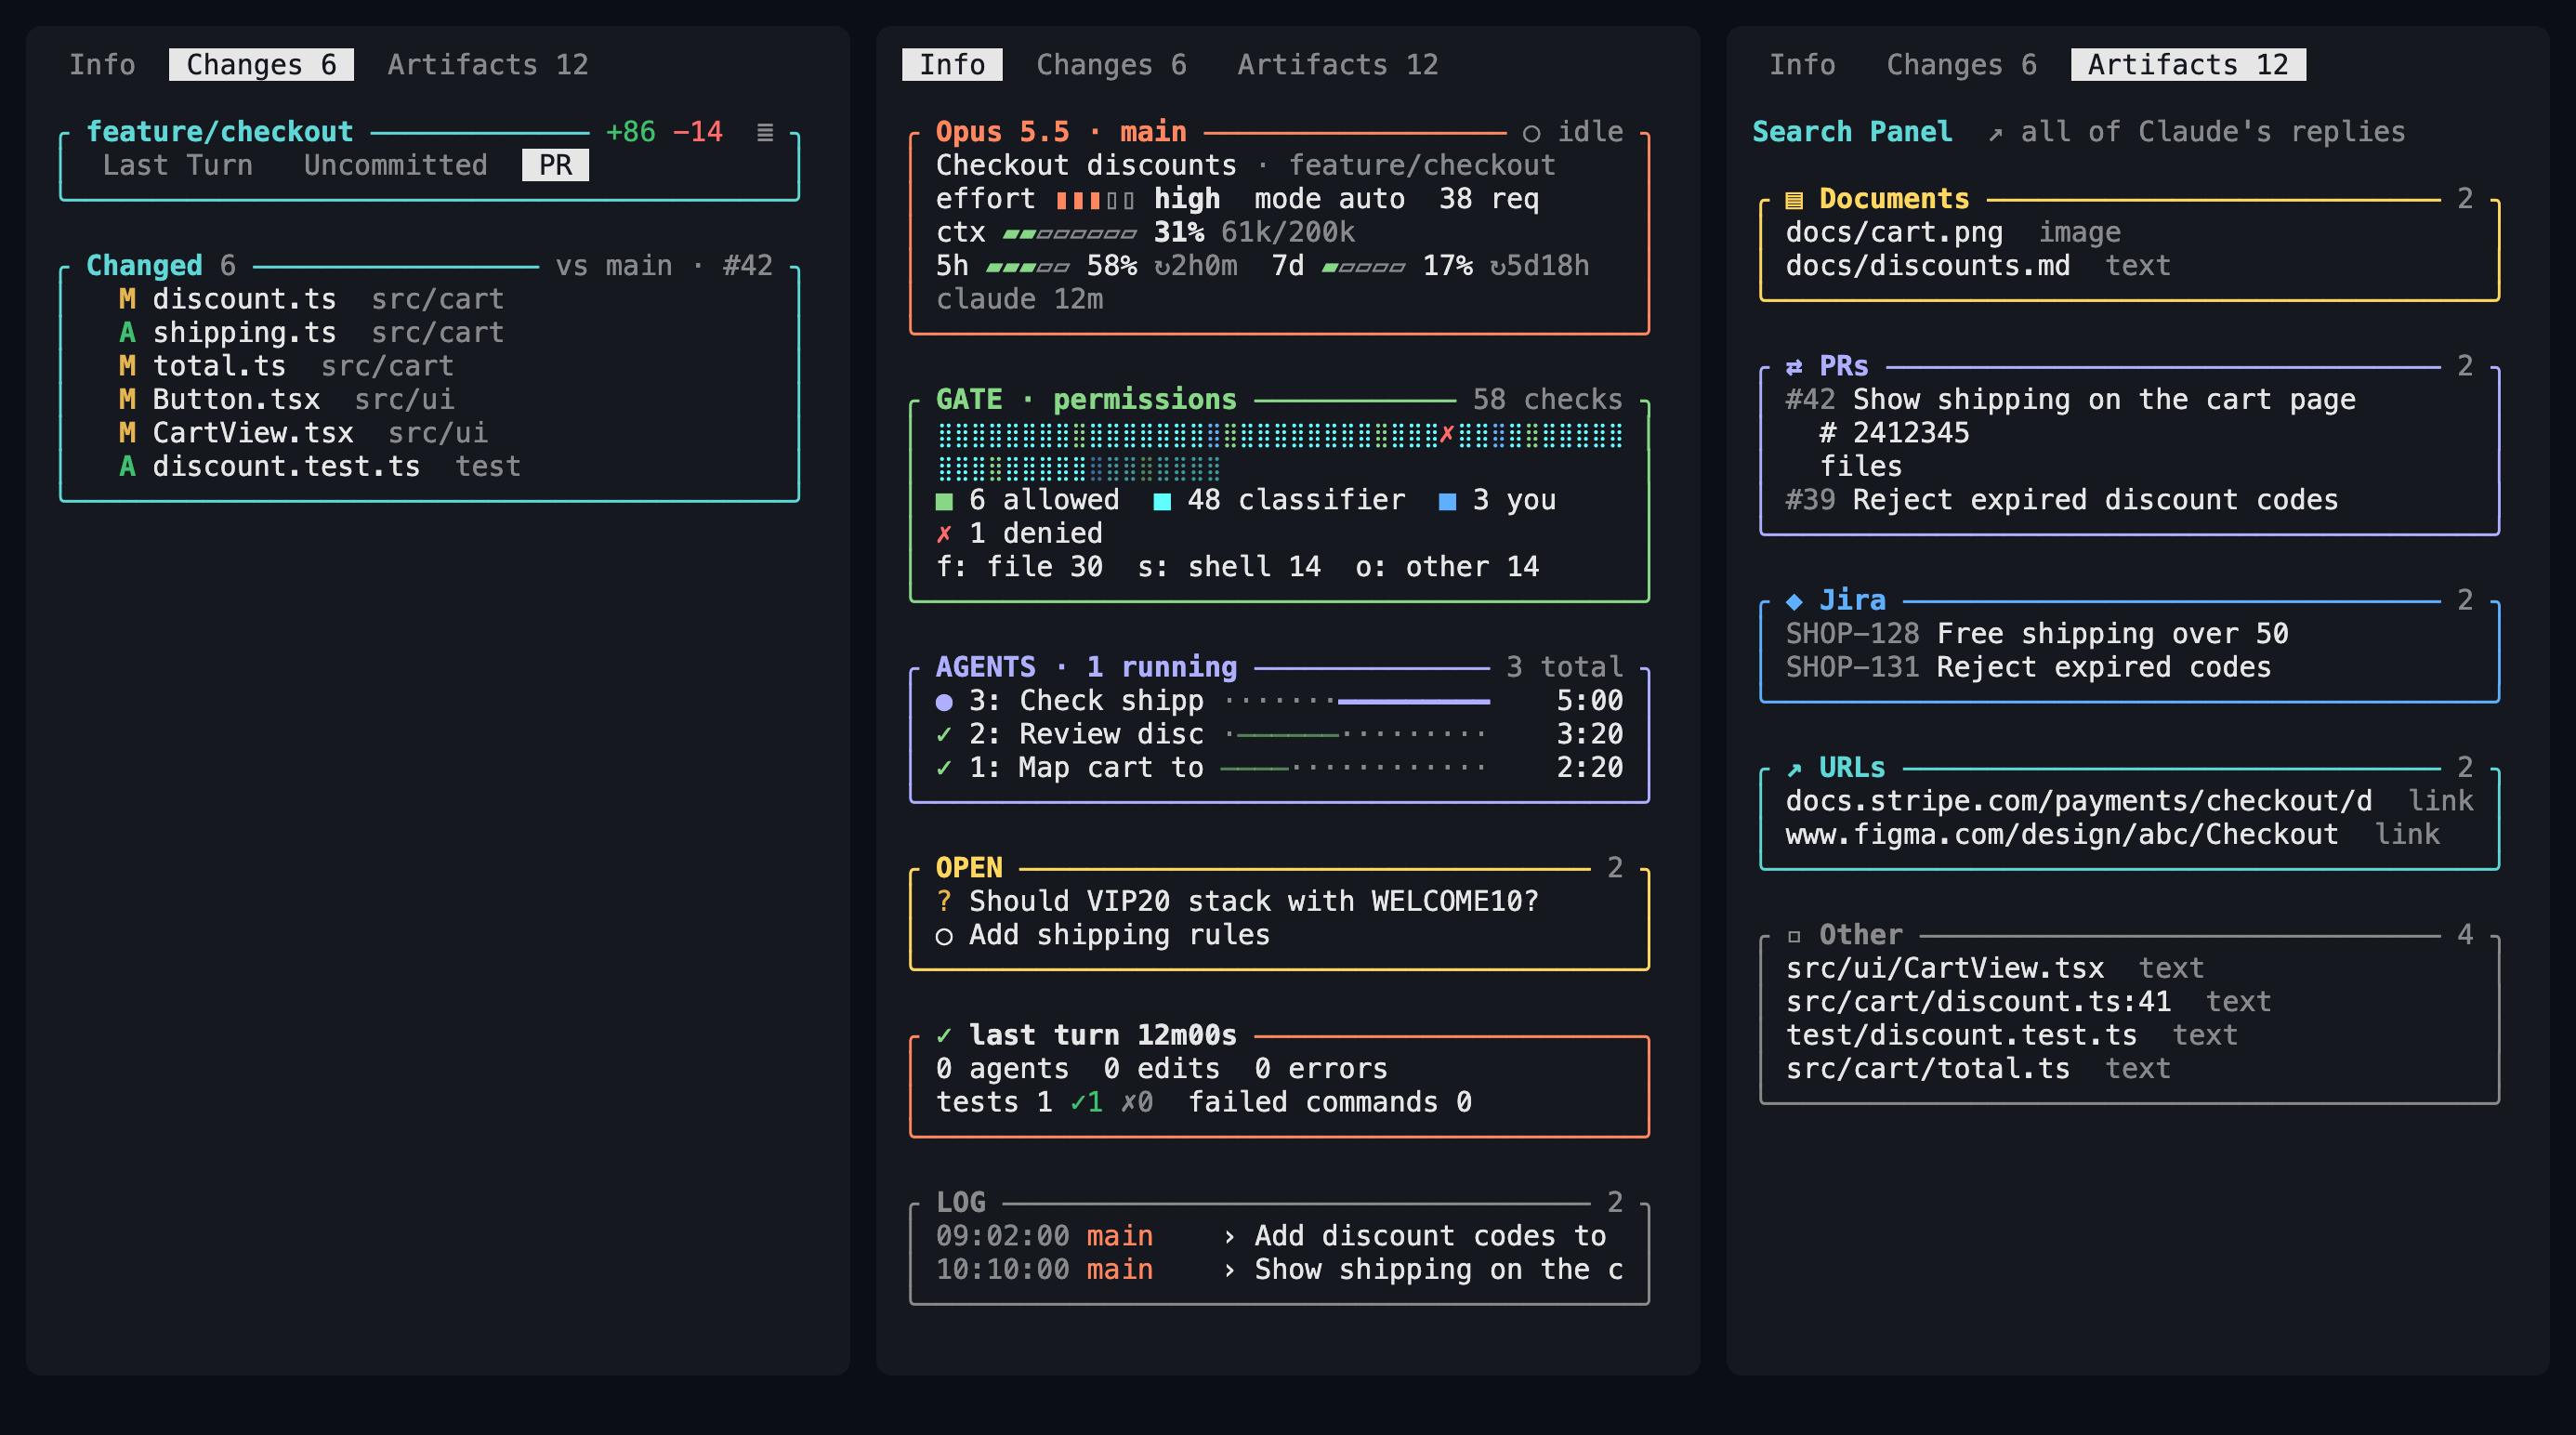 Info Changes 6 Artifacts 12
feature/checkout +86 −14 ≣
Last Turn Uncommitted PR
Changed 6 vs main · #42
M discount.ts src/cart
A shipping.ts src/cart
M total.ts src/cart
M Button.tsx src/ui
M CartView.tsx src/ui
A discount.test.ts test
Info Changes 6 Artifacts 12
Opus 5.5 · main ○ idle
Checkout discounts · feature/checkout
effort ▮▮▮▯▯ high mode auto 38 req
ctx ▰▰▱▱▱▱▱▱ 31% 61k/200k
5h ▰▰▰▱▱ 58% ↻2h0m 7d ▰▱▱▱▱ 17% ↻5d18h
claude 12m
GATE · permissions 58 checks
■ 6 allowed ■ 48 classifier ■ 3 you
✗ 1 denied
f: file 30 s: shell 14 o: other 14
AGENTS · 1 running 3 total
● 3: Check shipp 5:00
✓ 2: Review disc 3:20
✓ 1: Map cart to 2:20
OPEN 2
? Should VIP20 stack with WELCOME10?
○ Add shipping rules
✓ last turn 12m00s
0 agents 0 edits 0 errors
tests 1 ✓1 ✗0 failed commands 0
LOG 2
09:02:00 main › Add discount codes to
10:10:00 main › Show shipping on the c
Info Changes 6 Artifacts 12
Search Panel ↗ all of Claude's replies
▤ Documents 2
docs/cart.png image
docs/discounts.md text
⇄ PRs 2
#42 Show shipping on the cart page
# 2412345
files
#39 Reject expired discount codes
◆ Jira 2
SHOP-128 Free shipping over 50
SHOP-131 Reject expired codes
↗ URLs 2
docs.stripe.com/payments/checkout/d link
www.figma.com/design/abc/Checkout link
▫ Other 4
src/ui/CartView.tsx text
src/cart/discount.ts:41 text
test/discount.test.ts text
src/cart/total.ts text